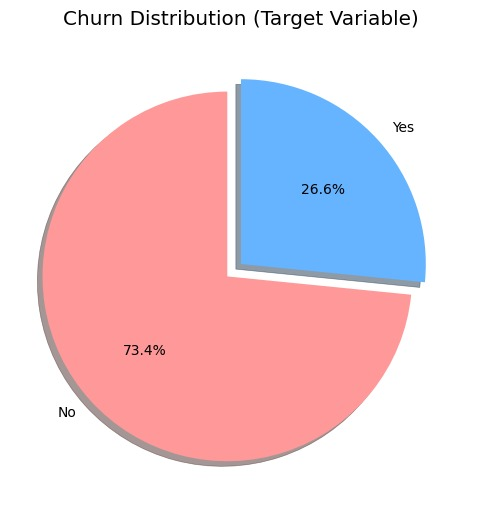 Churn Distribution (Target Variable)
Yes
26.6%
73.4%
No